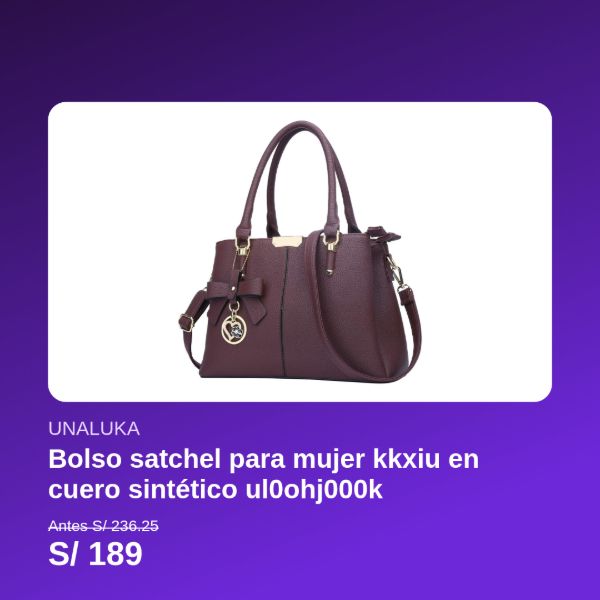 UNALUKA
Bolso satchel para mujer kkxiu en
cuero sintético ul0ohj000k
Antes S/ 236.25
S/ 189